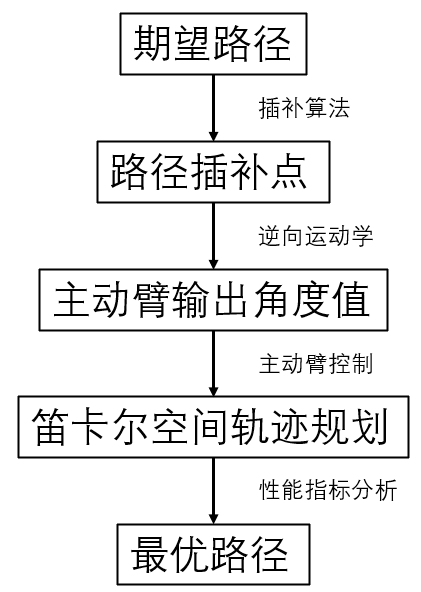 期望路径
插补算法
路径插补点
逆向运动学
主动臂输出角度值
主动臂控制
笛卡尔空间轨迹规划
性能指标分析
最优路径